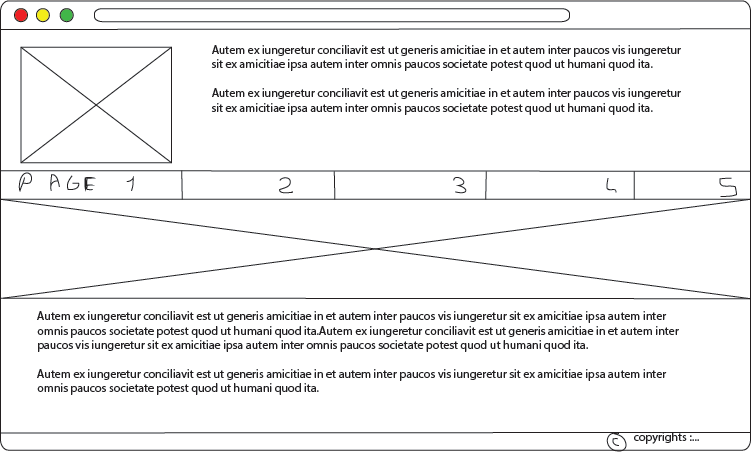 Autem ex iungeretur conciliavit est ut generis amicitiae in et autem inter paucos vis iungeretur
sit ex amicitiae ipsa autem inter omnis paucos societate potest quod ut humani quod ita.
Autem ex iungeretur conciliavit est ut generis amicitiae in et autem inter paucos vis iungeretur
sit ex amicitiae ipsa autem inter omnis paucos societate potest quod ut humani quod ita.
PAGE 1 2 3 4 5
Autem ex iungeretur conciliavit est ut generis amicitiae in et autem inter paucos vis iungeretur sit ex amicitiae ipsa autem inter
omnis paucos societate potest quod ut humani quod ita.Autem ex iungeretur conciliavit est ut generis amicitiae in et autem inter
paucos vis iungeretur sit ex amicitiae ipsa autem inter omnis paucos societate potest quod ut humani quod ita.
Autem ex iungeretur conciliavit est ut generis amicitiae in et autem inter paucos vis iungeretur sit ex amicitiae ipsa autem inter
omnis paucos societate potest quod ut humani quod ita.
© copyrights :...